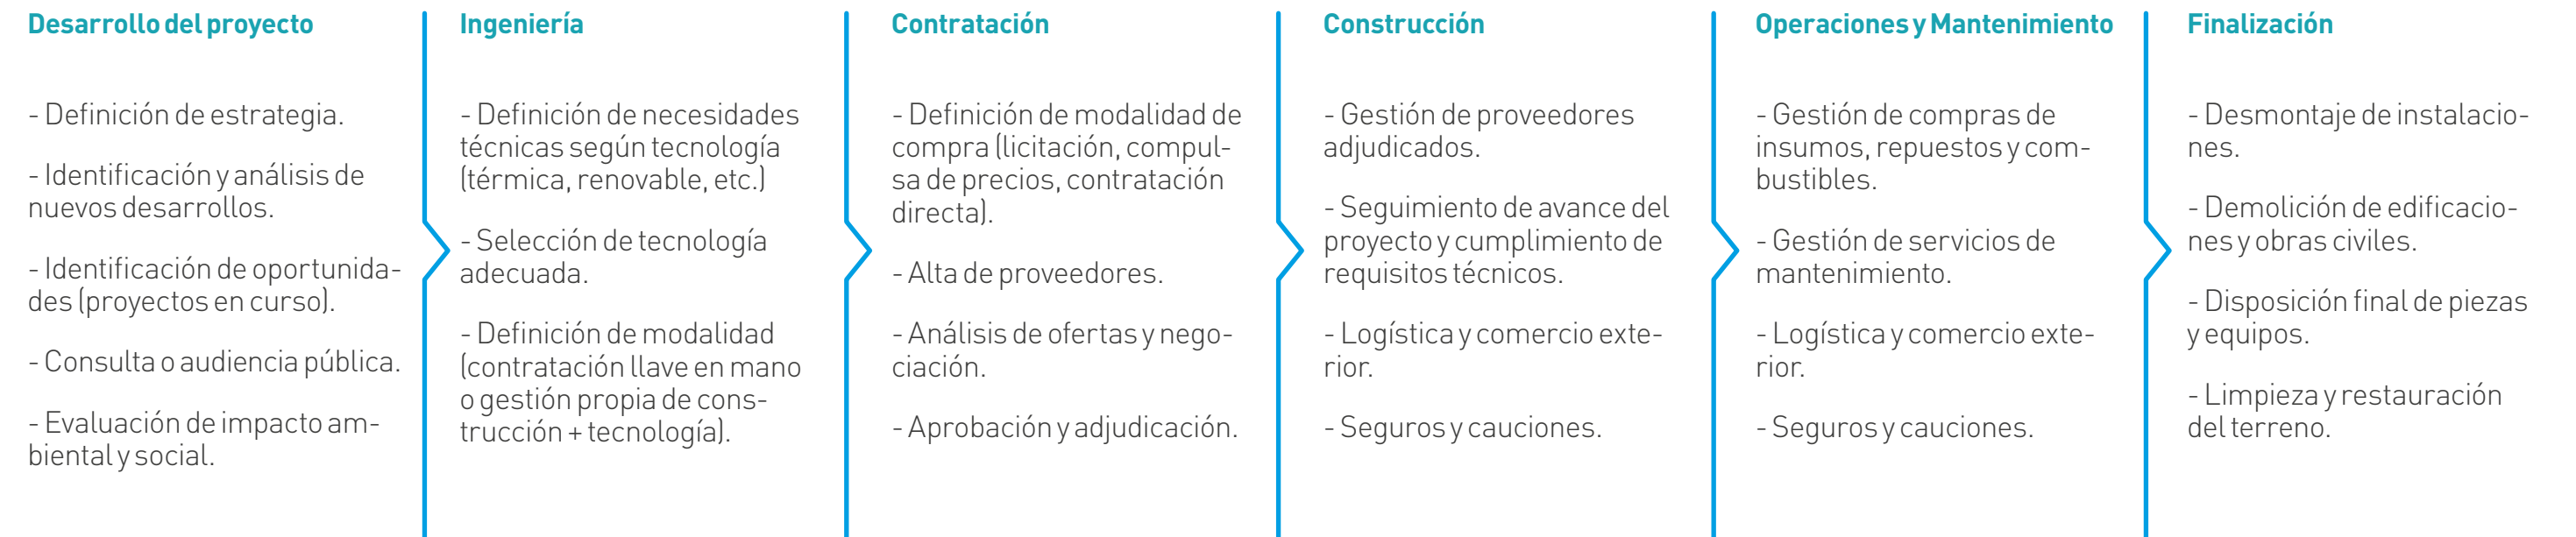 Desarrollo del proyecto
- Definición de estrategia.
- Identificación y análisis de
nuevos desarrollos.
- Identificación de oportunida-
des (proyectos en curso).
- Consulta o audiencia pública.
- Evaluación de impacto am-
biental y social.
Ingeniería
- Definición de necesidades
técnicas según tecnología
(térmica, renovable, etc.)
- Selección de tecnología
adecuada.
- Definición de modalidad
(contratación llave en mano
o gestión propia de cons-
trucción + tecnología).
Contratación
- Definición de modalidad de
compra (licitación, compul-
sa de precios, contratación
directa).
- Alta de proveedores.
- Análisis de ofertas y nego-
ciación.
- Aprobación y adjudicación.
Construcción
- Gestión de proveedores
adjudicados.
- Seguimiento de avance del
proyecto y cumplimiento de
requisitos técnicos.
- Logística y comercio exte-
rior.
- Seguros y cauciones.
Operaciones y Mantenimiento
- Gestión de compras de
insumos, repuestos y com-
bustibles.
- Gestión de servicios de
mantenimiento.
- Logística y comercio exte-
rior.
- Seguros y cauciones.
Finalización
- Desmontaje de instalacio-
nes.
- Demolición de edificacio-
nes y obras civiles.
- Disposición final de piezas
y equipos.
- Limpieza y restauración
del terreno.